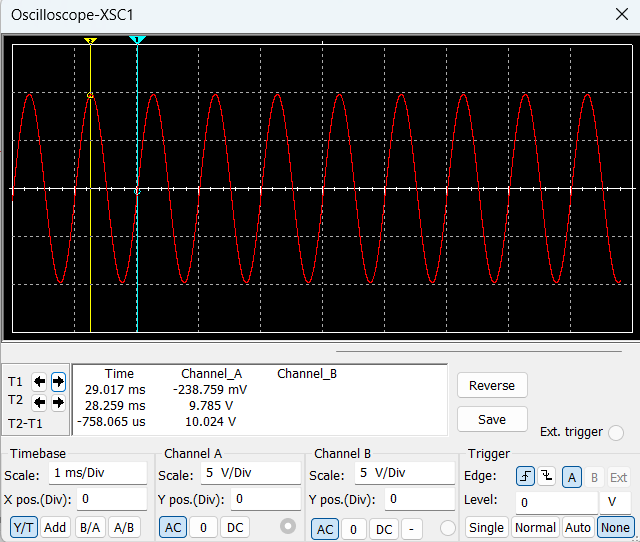 Oscilloscope-XSC1
2 1
Time Channel_A Channel_B
T1 29.017 ms -238.759 mV
T2 28.259 ms 9.785 V
T2-T1 -758.065 us 10.024 V
Reverse
Save
Ext. trigger
Timebase Channel A Channel B Trigger
Scale: 1 ms/Div Scale: 5 V/Div Scale: 5 V/Div Edge: A B Ext
X pos.(Div): 0 Y pos.(Div): 0 Y pos.(Div): 0 Level: 0 V
Y/T Add B/A A/B AC 0 DC AC 0 DC - Single Normal Auto None